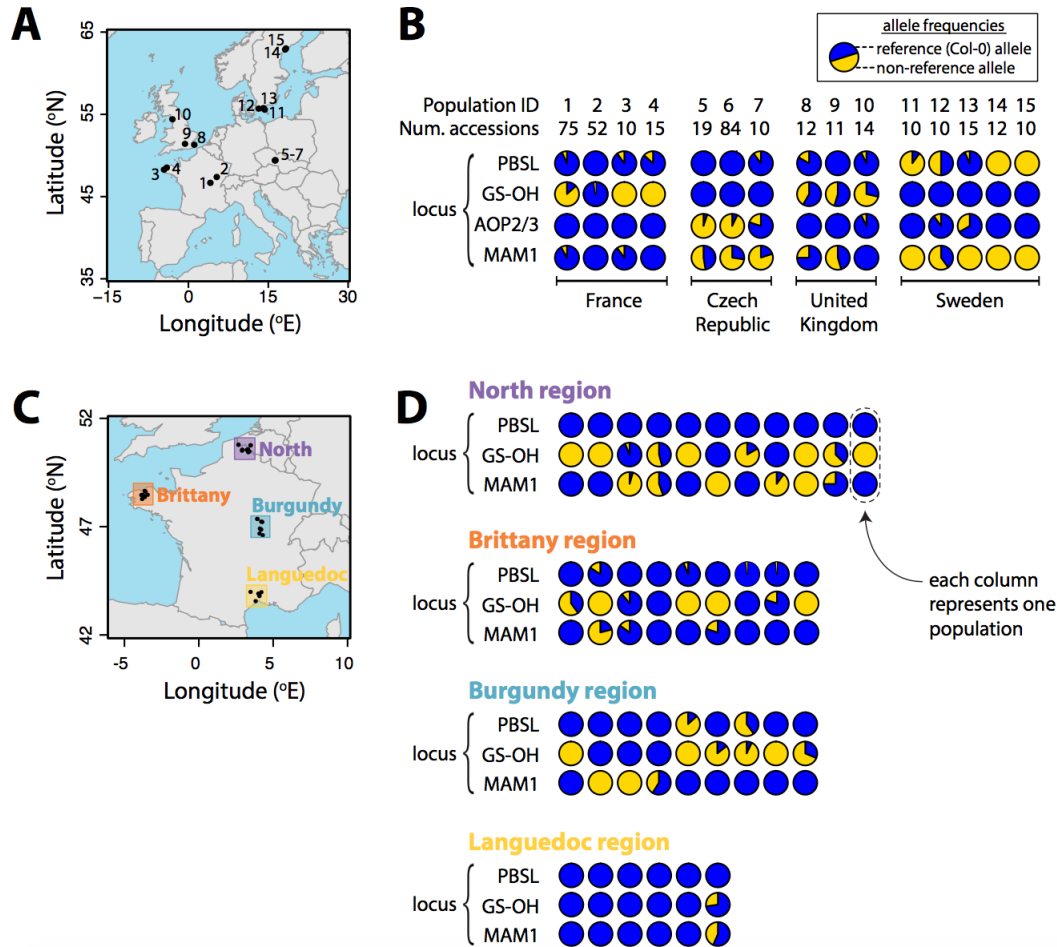 A
65
55
45
35
Latitude (°N)
15
14
12
13
11
10
9
8
5-7
3
4
2
1
−15
0
15
30
Longitude (°E)
B
allele frequencies
reference (Col-0) allele
non-reference allele
Population ID 1 2 3 4 5 6 7 8 9 10 11 12 13 14 15
Num. accessions 75 52 10 15 19 84 10 12 11 14 10 10 15 12 10
locus
PBSL
GS-OH
AOP2/3
MAM1
France
Czech
Republic
United
Kingdom
Sweden
C
52
47
42
Latitude (°N)
North
Brittany
Burgundy
Languedoc
-5
0
5
10
Longitude (°E)
D
North region
locus
PBSL
GS-OH
MAM1
Brittany region
locus
PBSL
GS-OH
MAM1
each column
represents one
population
Burgundy region
locus
PBSL
GS-OH
MAM1
Languedoc region
locus
PBSL
GS-OH
MAM1